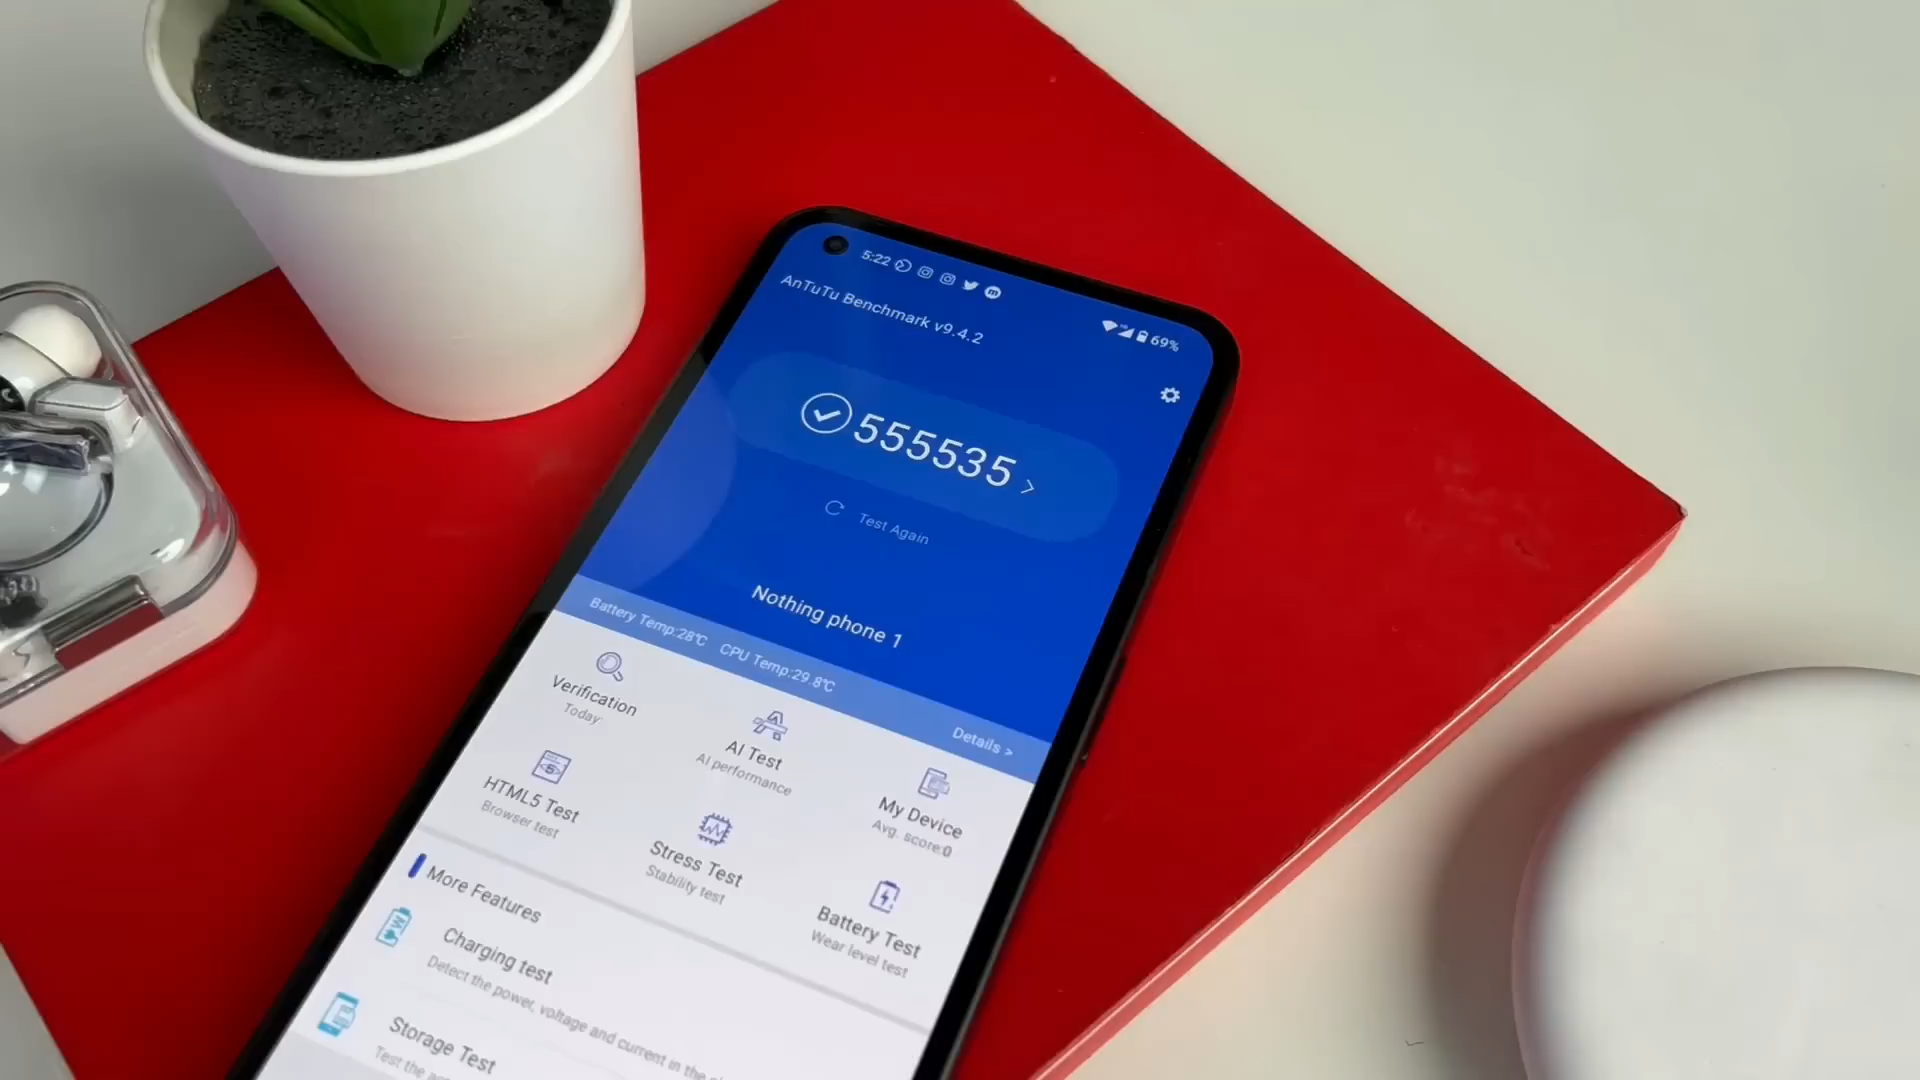 5:22
69%
AnTuTu Benchmark v9.4.2
555535 >
Test Again
Nothing phone 1
Battery Temp:28℃ CPU Temp:29.8℃
Details >
Verification
Today
AI Test
AI performance
My Device
Avg. score:0
HTML5 Test
Browser test
Stress Test
Stability test
Battery Test
Wear level test
More Features
Charging test
Detect the power, voltage and current in the
Storage Test
Test the